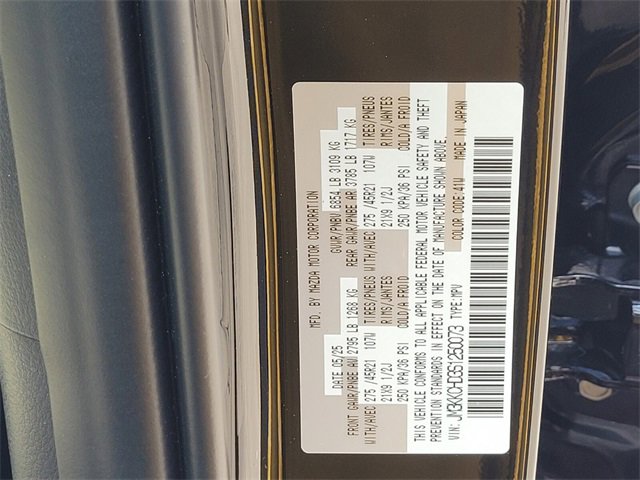 MFD. BY MAZDA MOTOR CORPORATION
DATE 05/25 GVWR/PNBV 6854 LB 3109 KG
FRONT GAWR/PNBE AV 2795 LB 1268 KG REAR GAWR/PNBE AR 3785 LB 1717 KG
WITH/AVEC 275 /45R21 107W TIRES/PNEUS WITH/AVEC 275 /45R21 107W TIRES/PNEUS
21X9 1/2J RIMS/JANTES 21X9 1/2J RIMS/JANTES
250 KPA/36 PSI COLD/A FROID 250 KPA/36 PSI COLD/A FROID
THIS VEHICLE CONFORMS TO ALL APPLICABLE FEDERAL MOTOR VEHICLE SAFETY AND THEFT
PREVENTION STANDARDS IN EFFECT ON THE DATE OF MANUFACTURE SHOWN ABOVE.
VIN: JM3KKCHD3S1250073 TYPE:MPV COLOR CODE:41W MADE IN JAPAN